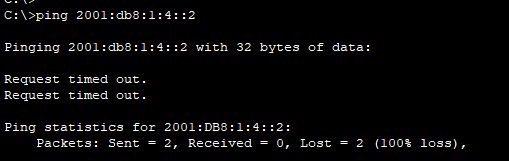 C:\>
C:\>ping 2001:db8:1:4::2
Pinging 2001:db8:1:4::2 with 32 bytes of data:
Request timed out.
Request timed out.
Ping statistics for 2001:DB8:1:4::2:
Packets: Sent = 2, Received = 0, Lost = 2 (100% loss),